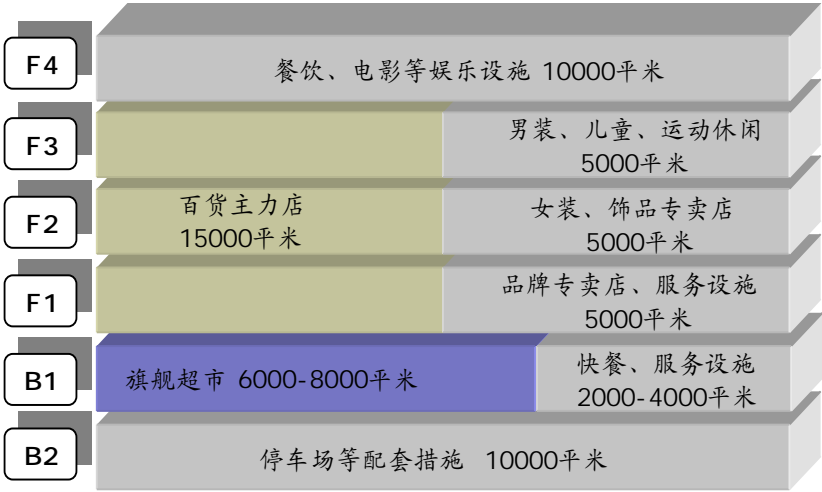 F4
餐饮、电影等娱乐设施 10000平米
F3
男装、儿童、运动休闲
5000平米
F2
百货主力店
15000平米
女装、饰品专卖店
5000平米
F1
品牌专卖店、服务设施
5000平米
B1
旗舰超市 6000-8000平米
快餐、服务设施
2000-4000平米
B2
停车场等配套措施 10000平米